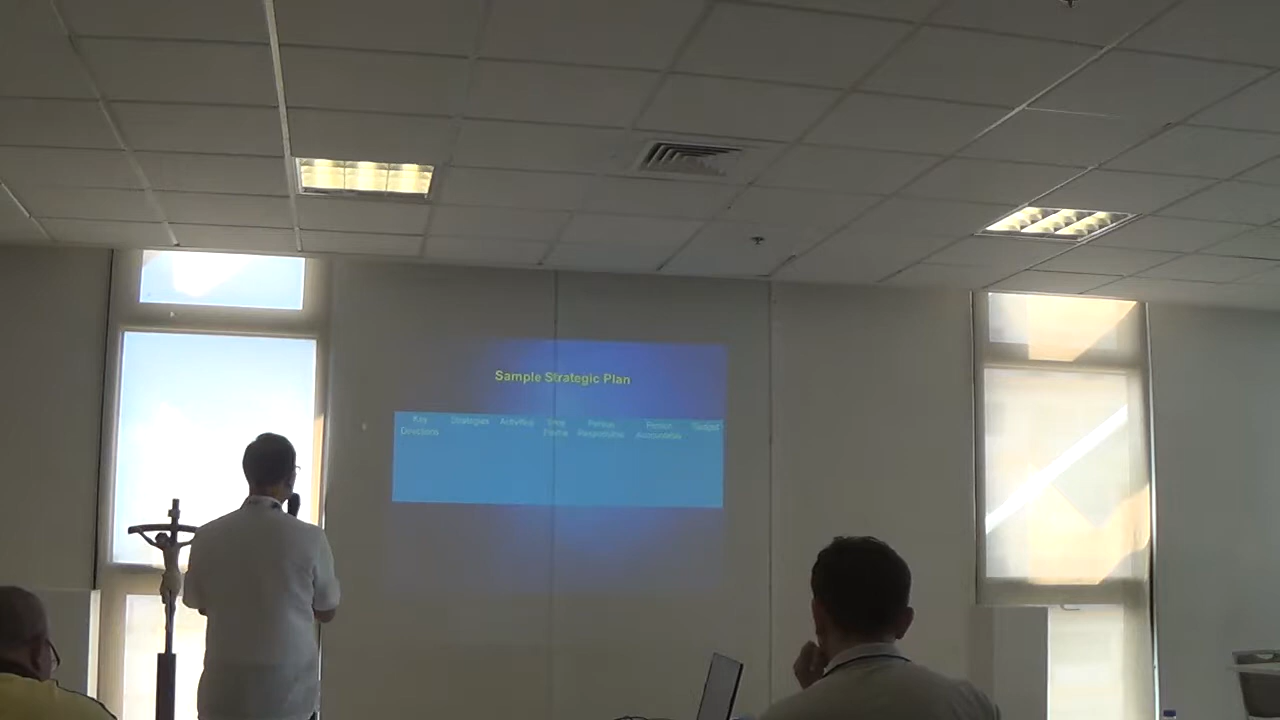 Sample Strategic Plan
Key Strategies Activities Time Person Person Budget
Directions Frame Responsible Accountable